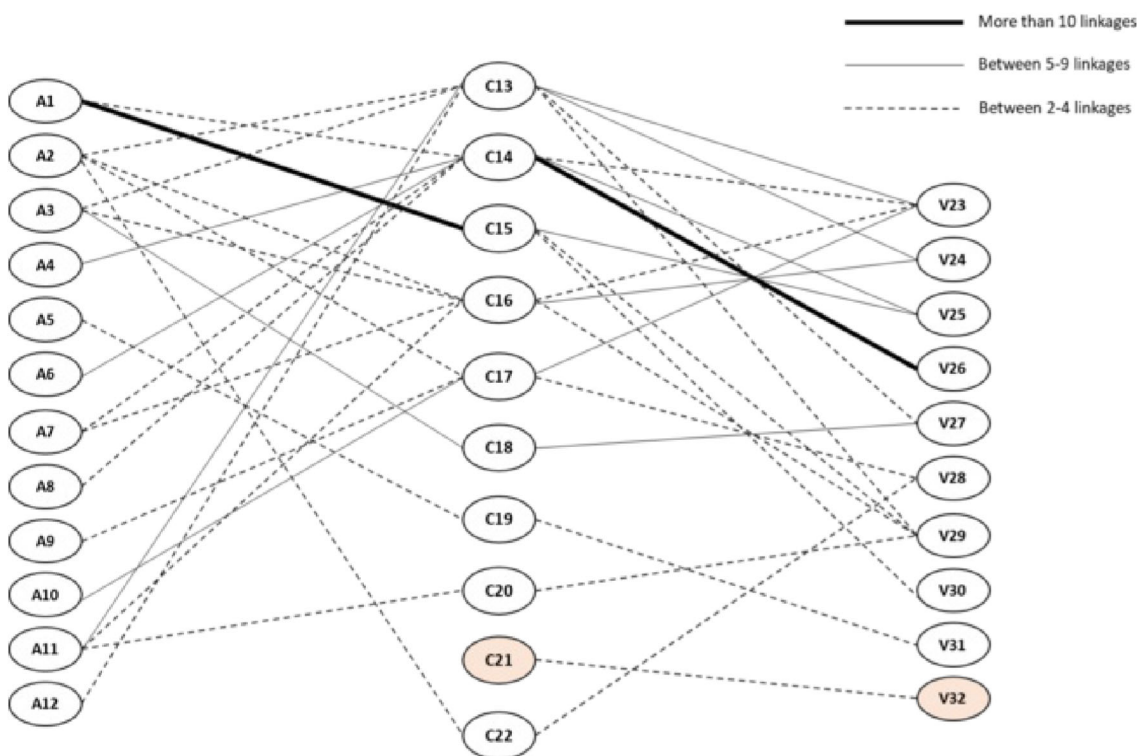 More than 10 linkages
Between 5-9 linkages
Between 2-4 linkages
A1
A2
A3
A4
A5
A6
A7
A8
A9
A10
A11
A12
C13
C14
C15
C16
C17
C18
C19
C20
C21
C22
V23
V24
V25
V26
V27
V28
V29
V30
V31
V32